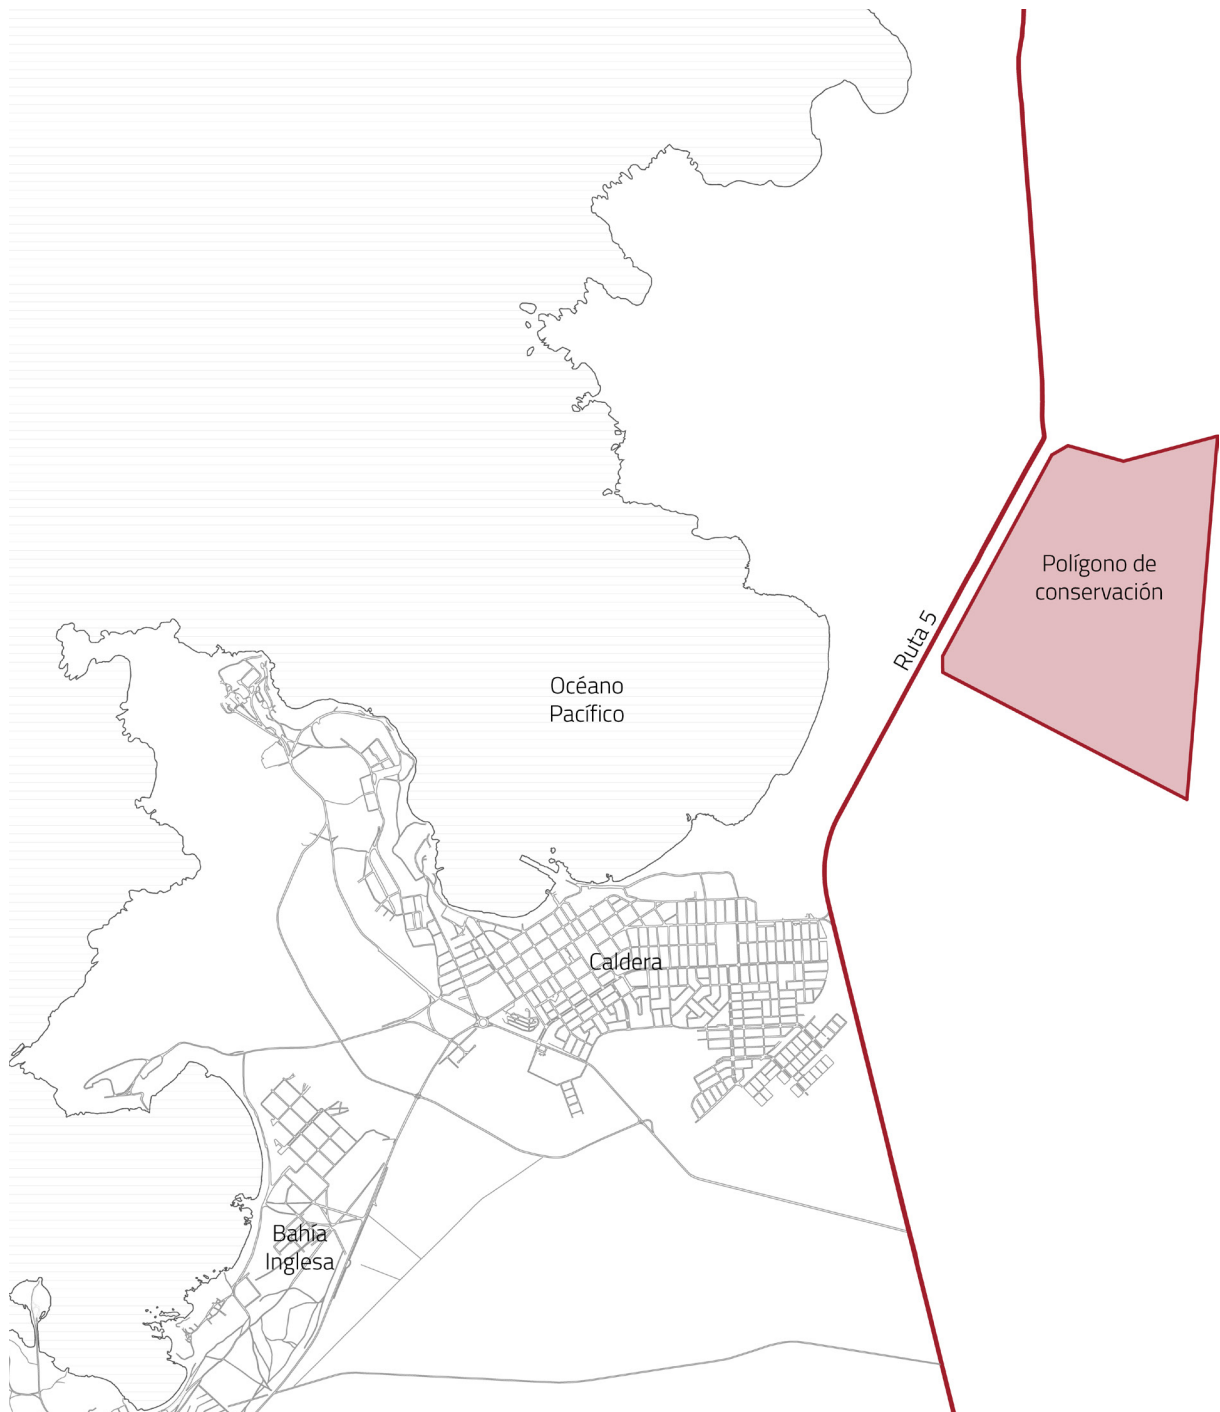 Polígono de
conservación
Ruta 5
Océano
Pacífico
Caldera
Bahía
Inglesa